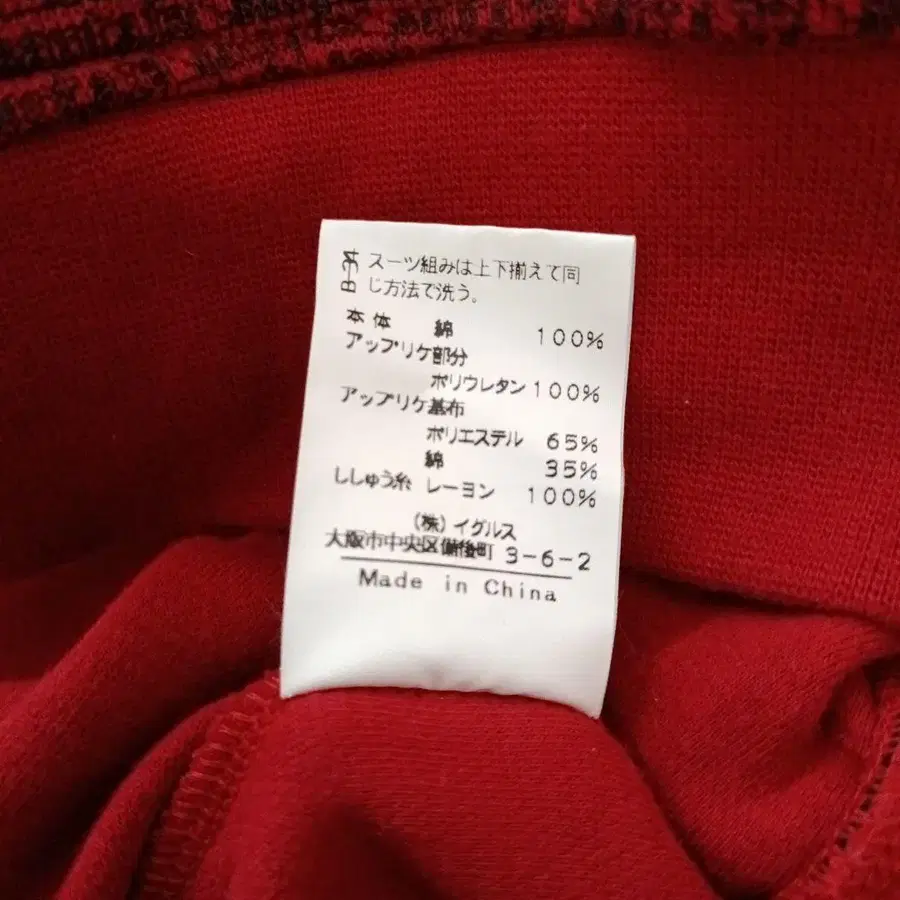 スーツ組みは上下揃えて同
じ方法で洗う。
本体 綿 100%
アップリケ部分
ポリウレタン 100%
アップリケ基布
ポリエステル 65%
綿 35%
ししゅう糸 レーヨン 100%
(株)イグルス
大阪市中央区備後町 3-6-2
Made in China